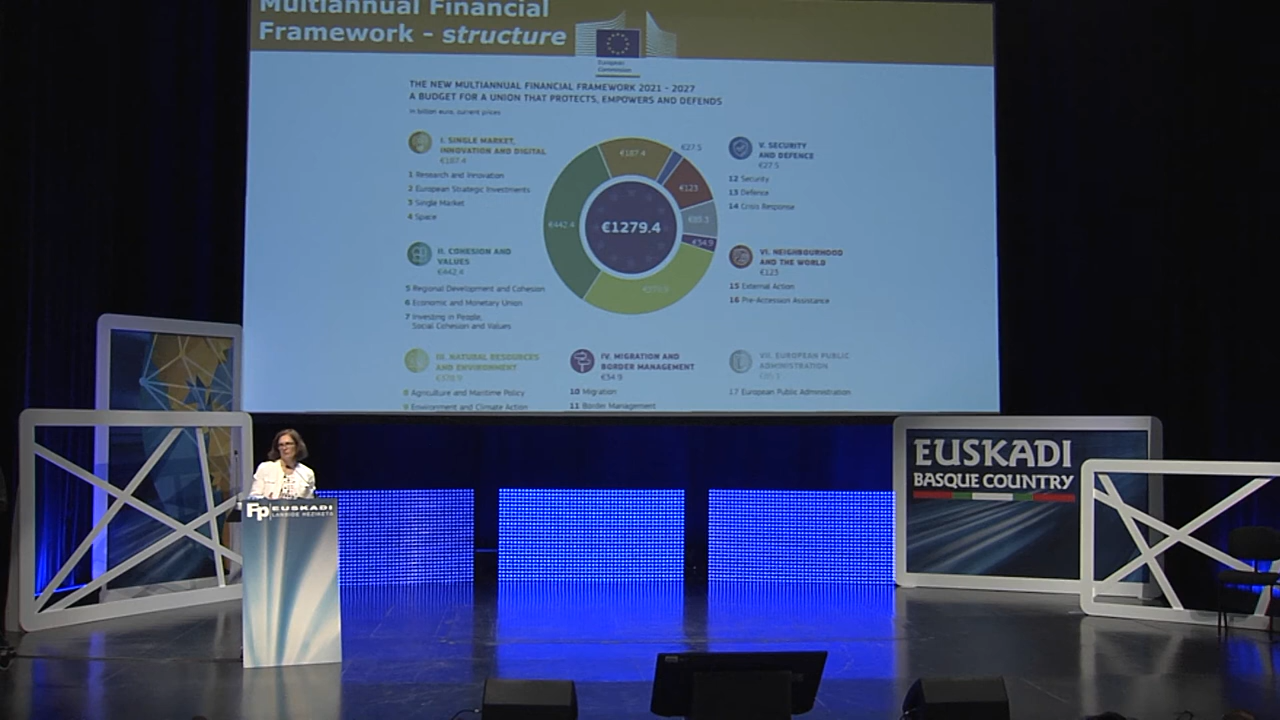 Multiannual Financial
Framework - structure
European
Commission
THE NEW MULTIANNUAL FINANCIAL FRAMEWORK 2021 - 2027
A BUDGET FOR A UNION THAT PROTECTS, EMPOWERS AND DEFENDS
In billion euro, current prices
I. SINGLE MARKET,
INNOVATION AND DIGITAL
€187.4
1 Research and Innovation
2 European Strategic Investments
3 Single Market
4 Space
II. COHESION AND
VALUES
€442.4
5 Regional Development and Cohesion
6 Economic and Monetary Union
7 Investing in People,
Social Cohesion and Values
III. NATURAL RESOURCES
AND ENVIRONMENT
€378.9
8 Agriculture and Maritime Policy
9 Environment and Climate Action
€187.4
€27.5
€123
€85.3
€34.9
€442.4
€1279.4
IV. MIGRATION AND
BORDER MANAGEMENT
€34.9
10 Migration
11 Border Management
V. SECURITY
AND DEFENCE
€27.5
12 Security
13 Defence
14 Crisis Response
VI. NEIGHBOURHOOD
AND THE WORLD
€123
15 External Action
16 Pre-Accession Assistance
VII. EUROPEAN PUBLIC
ADMINISTRATION
17 European Public Administration
Fp EUSKADI
LANBIDE HEZIKETA
EUSKADI
BASQUE COUNTRY